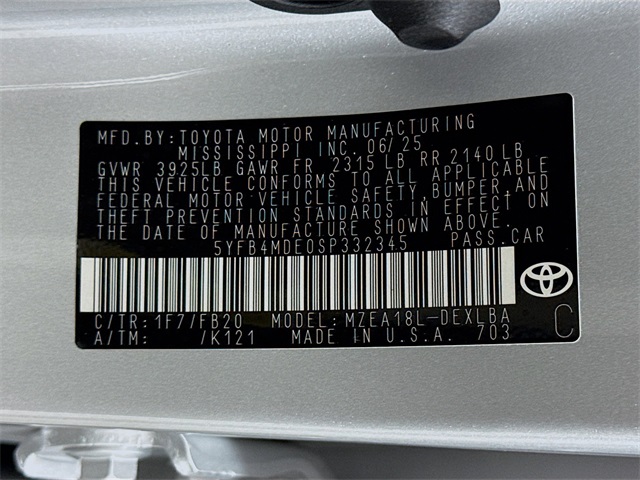 MFD. BY: TOYOTA MOTOR MANUFACTURING
MISSISSIPPI, INC. 06/25
GVWR 3925LB GAWR FR 2315 LB RR 2140 LB
THIS VEHICLE CONFORMS TO ALL APPLICABLE
FEDERAL MOTOR VEHICLE SAFETY, BUMPER, AND
THEFT PREVENTION STANDARDS IN EFFECT ON
THE DATE OF MANUFACTURE SHOWN ABOVE.
5YFB4MDE0SP332345 PASS. CAR
C/TR: 1F7/FB20 MODEL: MZEA18L-DEXLBA
A/TM: /K121 MADE IN U.S.A. 703
C